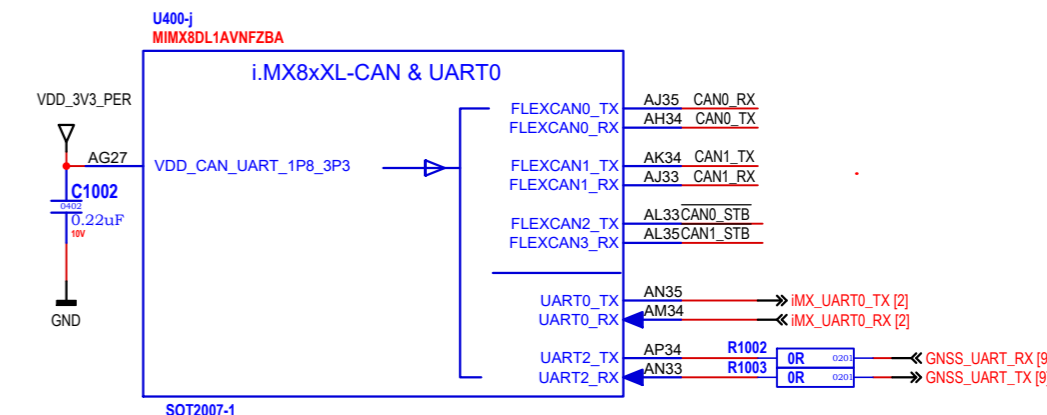 U400-j
MIMX8DL1AVNFZBA
i.MX8xXL-CAN & UART0
VDD_3V3_PER
AG27
VDD_CAN_UART_1P8_3P3
C1002
0402
0.22uF
10V
GND
FLEXCAN0_TX AJ35 CAN0_RX
FLEXCAN0_RX AH34 CAN0_TX
FLEXCAN1_TX AK34 CAN1_TX
FLEXCAN1_RX AJ33 CAN1_RX
FLEXCAN2_TX AL33 CAN0_STB
FLEXCAN3_RX AL35 CAN1_STB
UART0_TX AN35 iMX_UART0_TX [2]
UART0_RX AM34 iMX_UART0_RX [2]
UART2_TX AP34 R1002 0R 0201 GNSS_UART_RX [9
UART2_RX AN33 R1003 0R 0201 GNSS_UART_TX [9
SOT2007-1